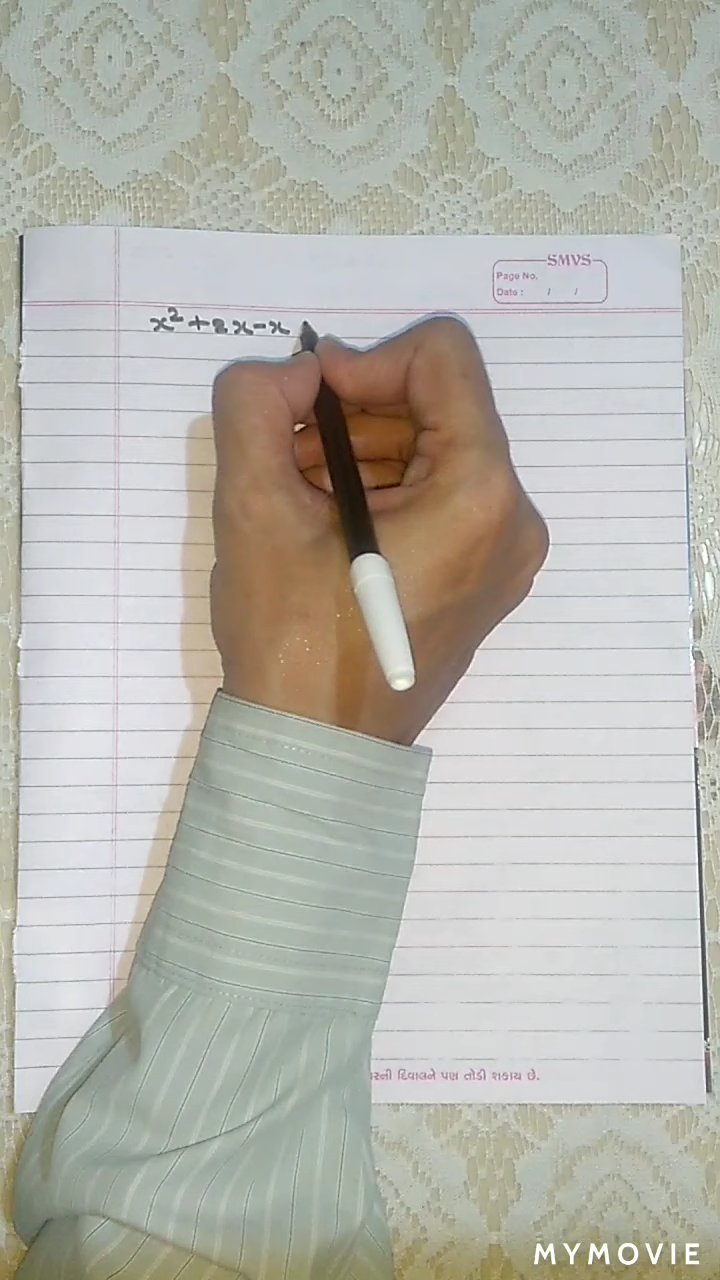 SMVS
Page No.
Date : / /
x² + 2x - x
રની દિવાલને પણ તોડી શકાય છે.
MYMOVIE